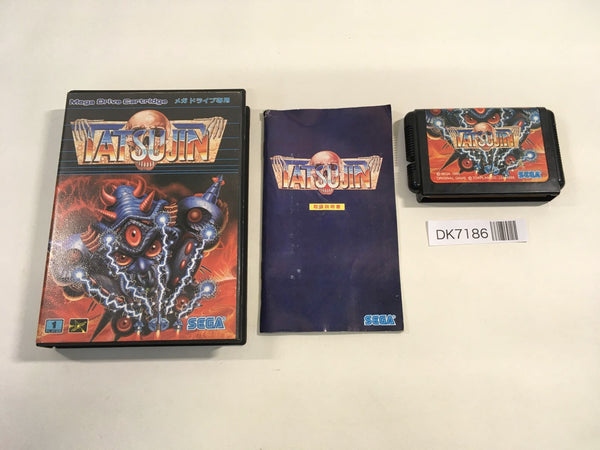 Mega Drive Cartridge メガドライブ専用
TATSUJIN
1
SEGA
TATSUJIN
取扱説明書
SEGA
TATSUJIN
SEGA
DK7186